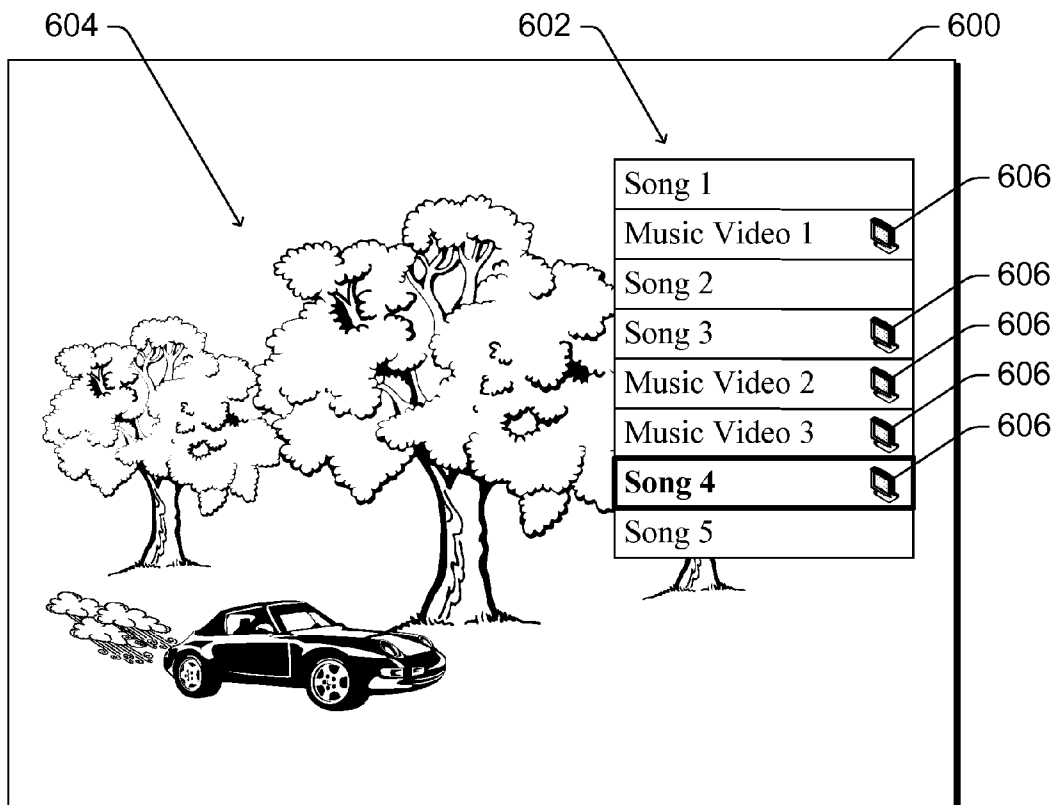 604
602
600
Song 1
606
Music Video 1
Song 2
606
Song 3
606
Music Video 2
606
Music Video 3
606
Song 4
Song 5